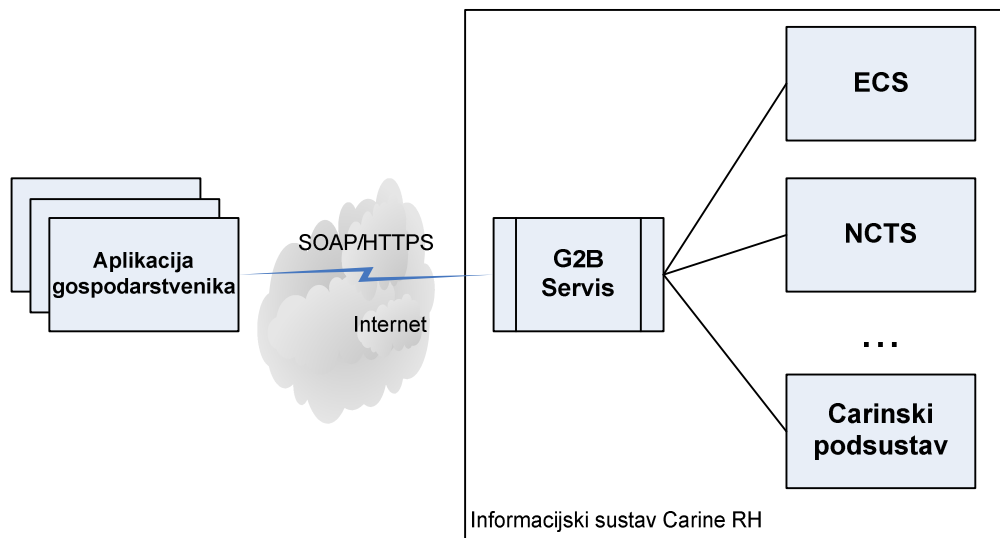 Aplikacija
gospodarstvenika
SOAP/HTTPS
Internet
G2B
Servis
ECS
NCTS
...
Carinski
podsustav
Informacijski sustav Carine RH